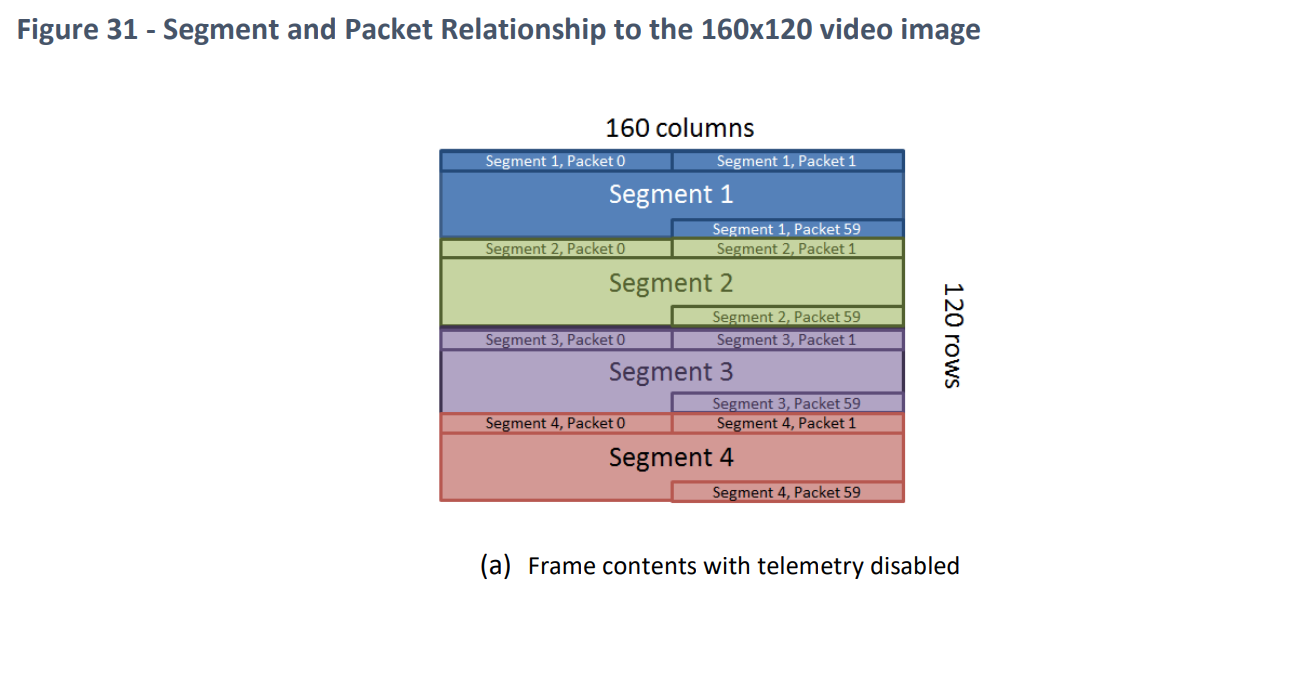 Figure 31 - Segment and Packet Relationship to the 160x120 video image
160 columns
Segment 1, Packet 0 Segment 1, Packet 1
Segment 1
Segment 1, Packet 59
Segment 2, Packet 0 Segment 2, Packet 1
Segment 2
Segment 2, Packet 59
120 rows
Segment 3, Packet 0 Segment 3, Packet 1
Segment 3
Segment 3, Packet 59
Segment 4, Packet 0 Segment 4, Packet 1
Segment 4
Segment 4, Packet 59
(a) Frame contents with telemetry disabled